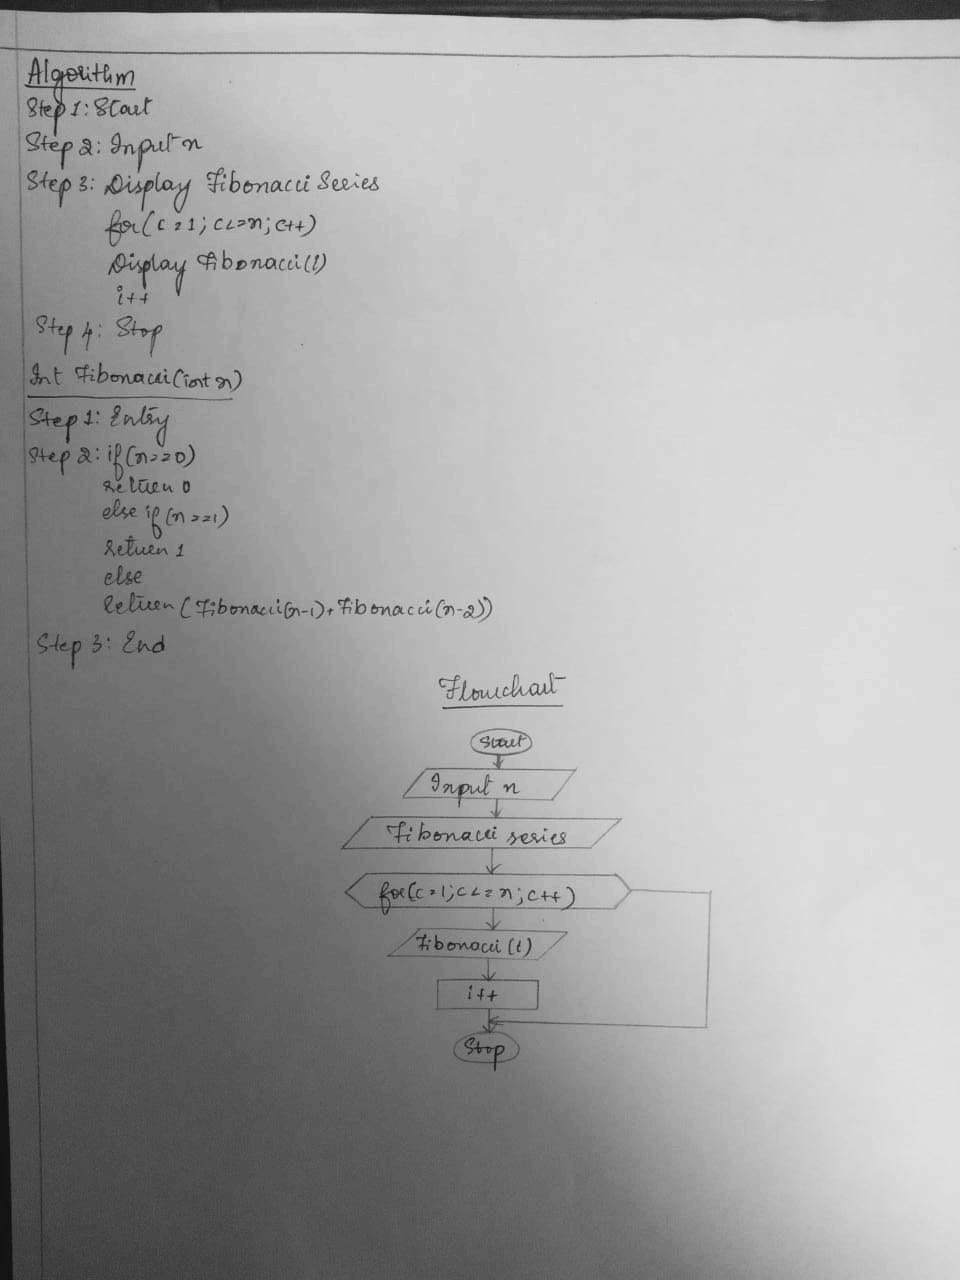 Algorithm
Step 1: Start
Step 2: Input n
Step 3: Display Fibonacci Series
for(c=1; c<=n; c++)
Display Fibonacci(i)
i++
Step 4: Stop
Int Fibonacci(int n)
Step 1: Entry
Step 2: if(n==0)
return 0
else if(n==1)
return 1
else
return(Fibonacci(n-1)+Fibonacci(n-2))
Step 3: End
Flowchart
Start
Input n
Fibonacci series
for(c=1;c<=n;c++)
Fibonacci(i)
i++
Stop